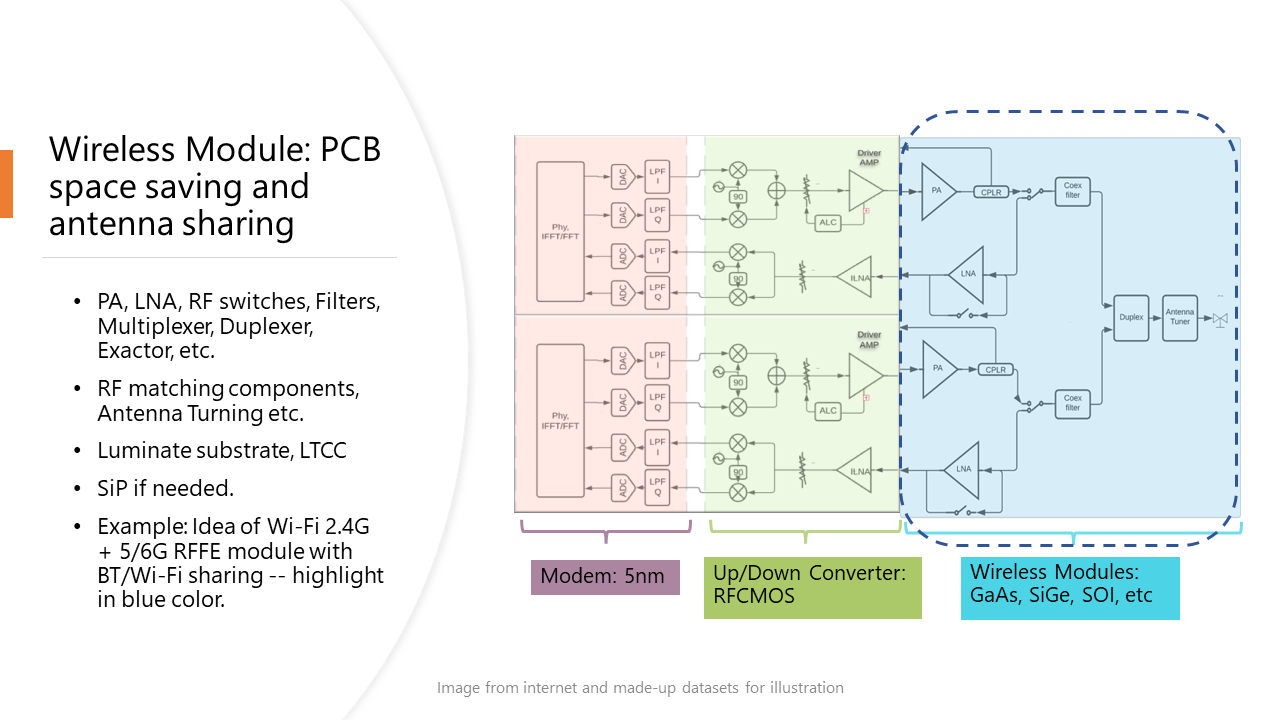 Wireless Module: PCB
space saving and
antenna sharing
• PA, LNA, RF switches, Filters,
Multiplexer, Duplexer,
Exactor, etc.
• RF matching components,
Antenna Turning etc.
• Luminate substrate, LTCC
• SiP if needed.
• Example: Idea of Wi-Fi 2.4G
+ 5/6G RFFE module with
BT/Wi-Fi sharing -- highlight
in blue color.
Phy,
IFFT/FFT
DAC
LPF
I
DAC
LPF
Q
ADC
LPF
I
ADC
LPF
Q
90
90
Driver
AMP
ALC
ILNA
PA
CPLR
Coex
filter
LNA
Phy,
IFFT/FFT
DAC
LPF
I
DAC
LPF
Q
ADC
LPF
I
ADC
LPF
Q
90
90
Driver
AMP
ALC
ILNA
PA
CPLR
Coex
filter
LNA
Duplex
Antenna
Tuner
Modem: 5nm
Up/Down Converter:
RFCMOS
Wireless Modules:
GaAs, SiGe, SOI, etc
Image from internet and made-up datasets for illustration